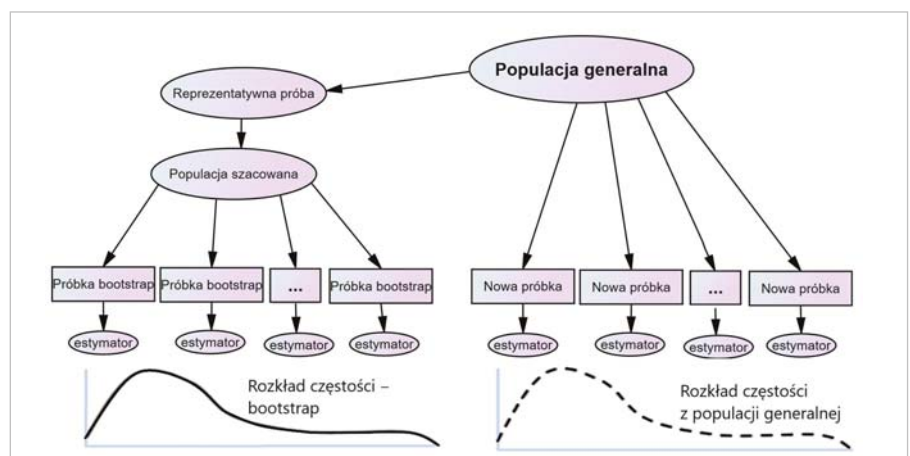 Populacja generalna
Reprezentatywna próba
Populacja szacowana
Próbka bootstrap
Próbka bootstrap
...
Próbka bootstrap
Nowa próbka
Nowa próbka
...
Nowa próbka
estymator
estymator
estymator
estymator
estymator
estymator
estymator
estymator
Rozkład częstości –
bootstrap
Rozkład częstości
z populacji generalnej